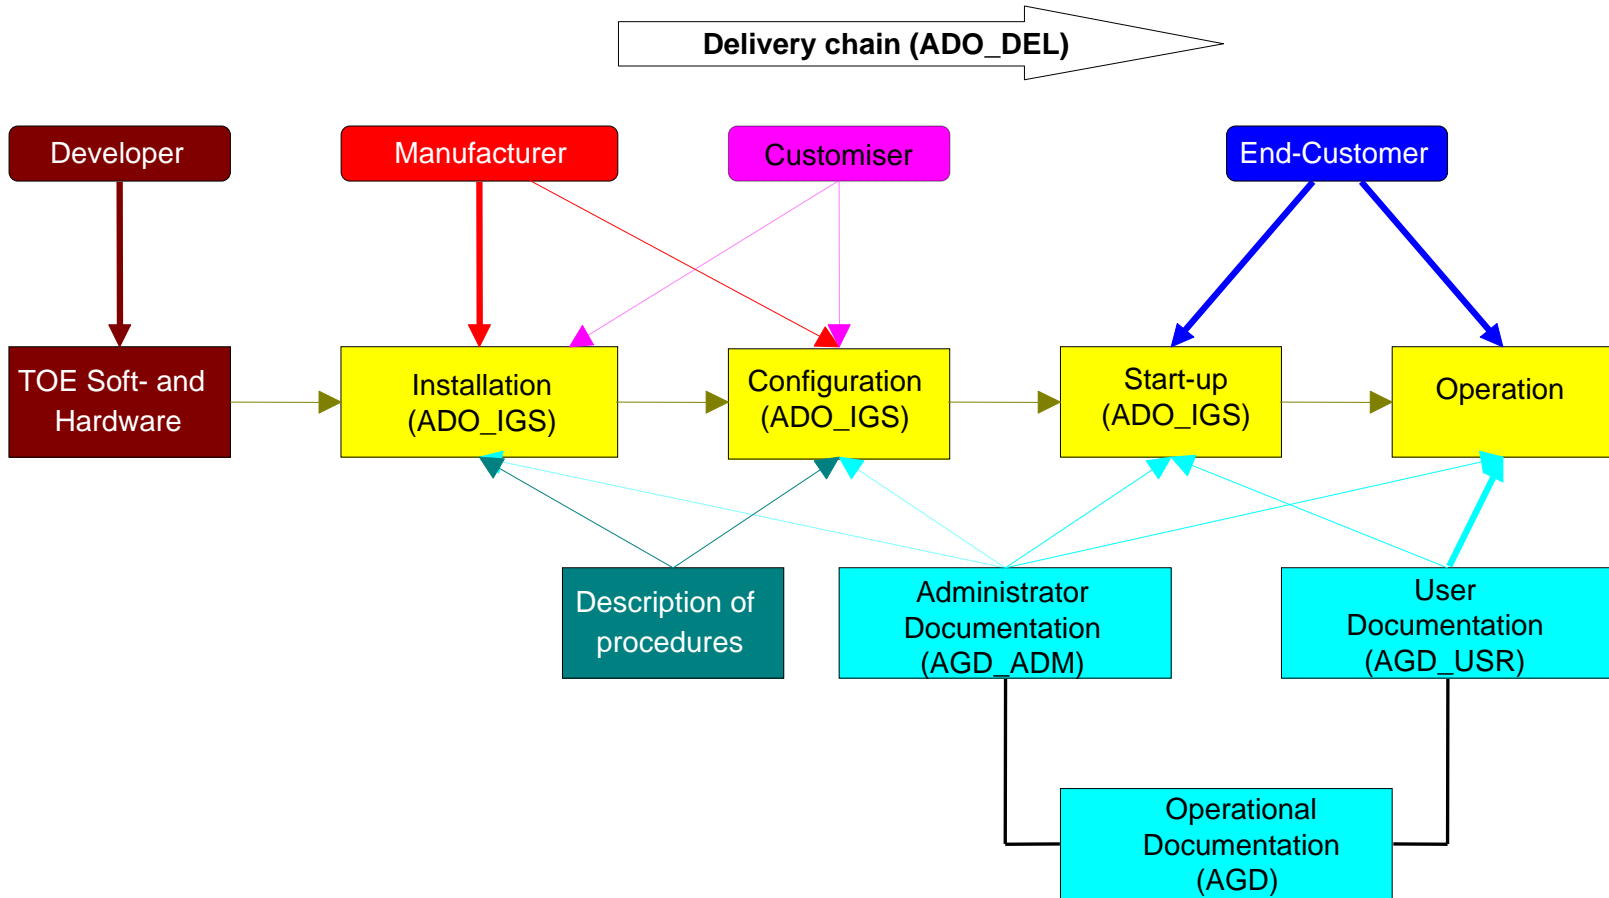 Delivery chain (ADO_DEL)
Developer
Manufacturer
Customiser
End-Customer
TOE Soft- and
Hardware
Installation
(ADO_IGS)
Configuration
(ADO_IGS)
Start-up
(ADO_IGS)
Operation
Description of
procedures
Administrator
Documentation
(AGD_ADM)
User
Documentation
(AGD_USR)
Operational
Documentation
(AGD)